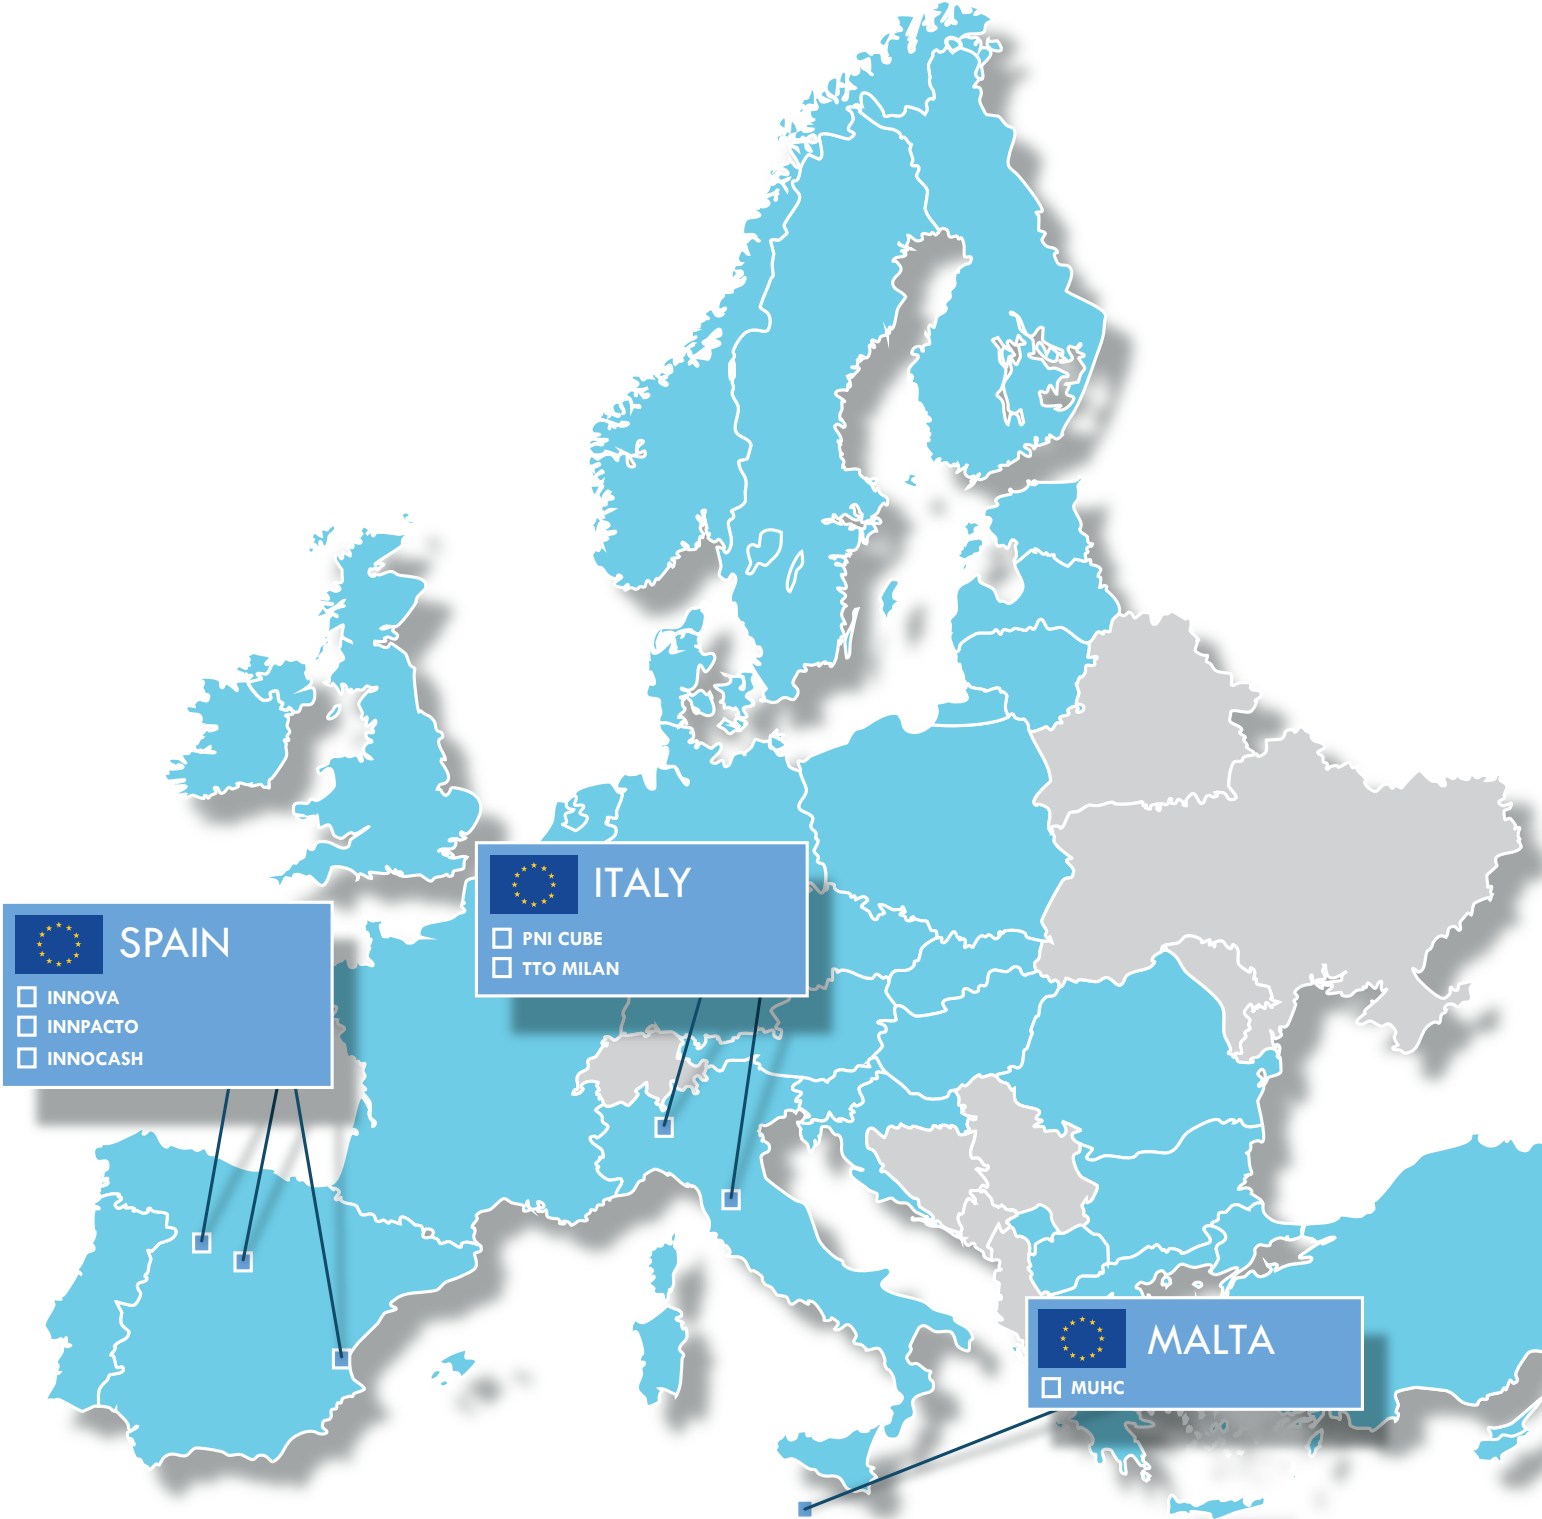 ITALY
PNI CUBE
TTO MILAN
SPAIN
INNOVA
INNPACTO
INNOCASH
MALTA
MUHC